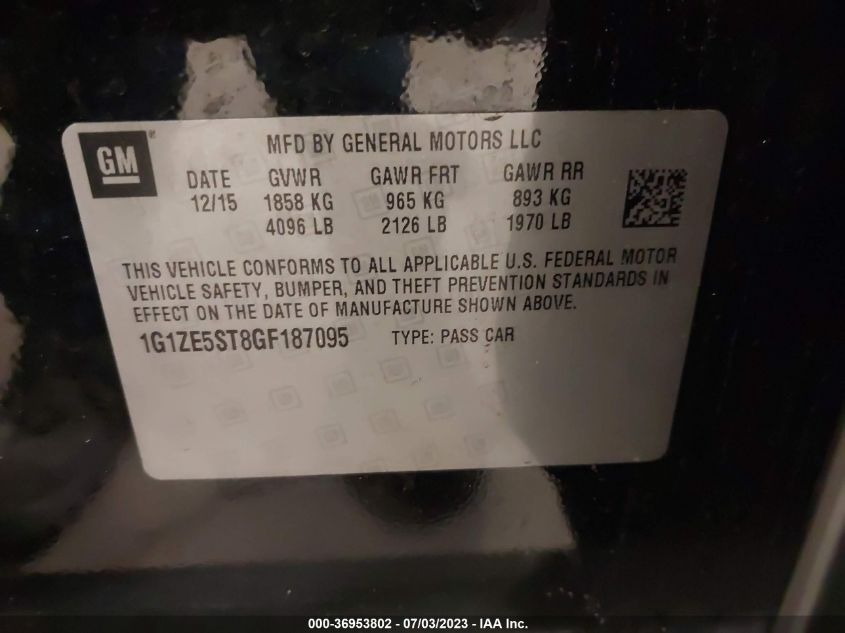 GM
MFD BY GENERAL MOTORS LLC
DATE GVWR GAWR FRT GAWR RR
12/15 1858 KG 965 KG 893 KG
4096 LB 2126 LB 1970 LB
THIS VEHICLE CONFORMS TO ALL APPLICABLE U.S. FEDERAL MOTOR
VEHICLE SAFETY, BUMPER, AND THEFT PREVENTION STANDARDS IN
EFFECT ON THE DATE OF MANUFACTURE SHOWN ABOVE.
1G1ZE5ST8GF187095 TYPE: PASS CAR
000-36953802 - 07/03/2023 - IAA Inc.